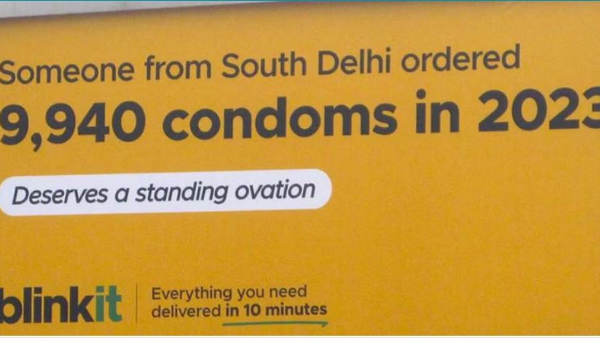 Someone from South Delhi ordered
9,940 condoms in 2023
Deserves a standing ovation
blinkit
Everything you need
delivered in 10 minutes